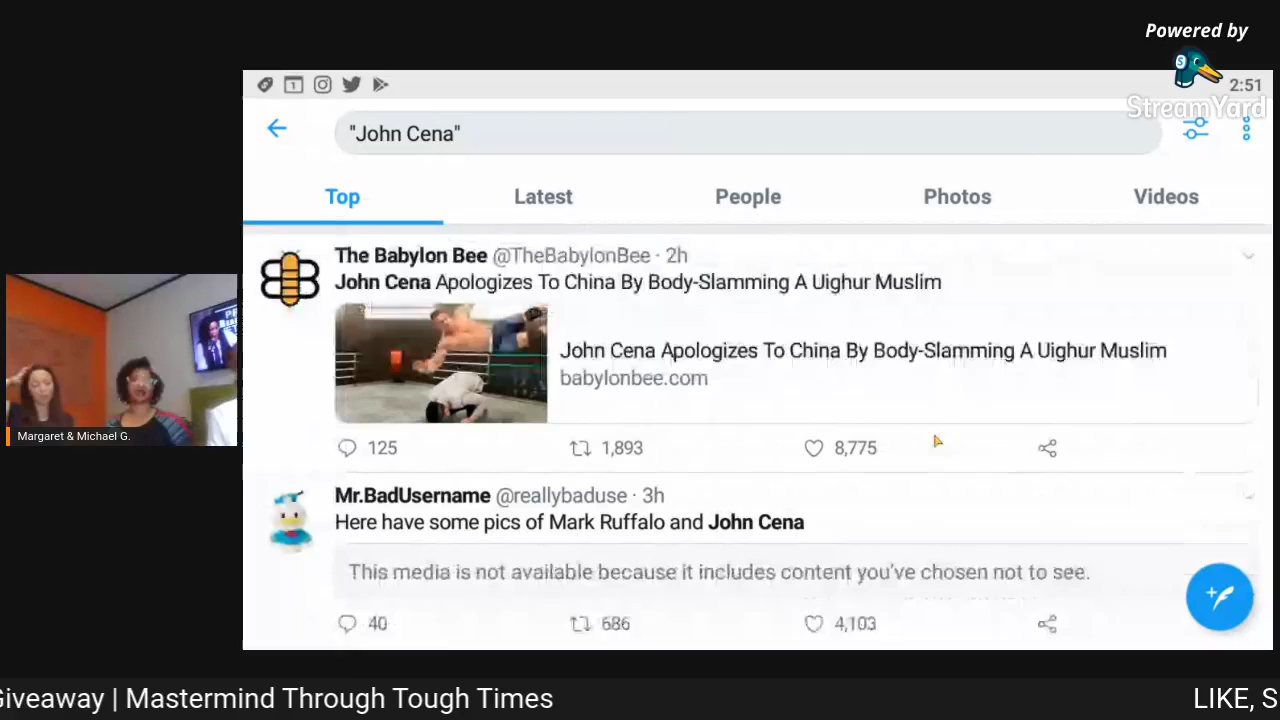 Powered by
StreamYard
1
2:51
"John Cena"
Top
Latest
People
Photos
Videos
The Babylon Bee @TheBabylonBee · 2h
John Cena Apologizes To China By Body-Slamming A Uighur Muslim
John Cena Apologizes To China By Body-Slamming A Uighur Muslim
babylonbee.com
125
1,893
8,775
Mr.BadUsername @reallybaduse · 3h
Here have some pics of Mark Ruffalo and John Cena
This media is not available because it includes content you've chosen not to see.
40
686
4,103
Margaret & Michael G.
Giveaway | Mastermind Through Tough Times
LIKE, S